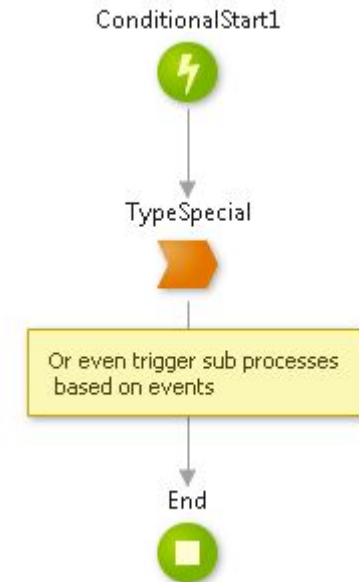 ConditionalStart1
TypeSpecial
Or even trigger sub processes
based on events
End